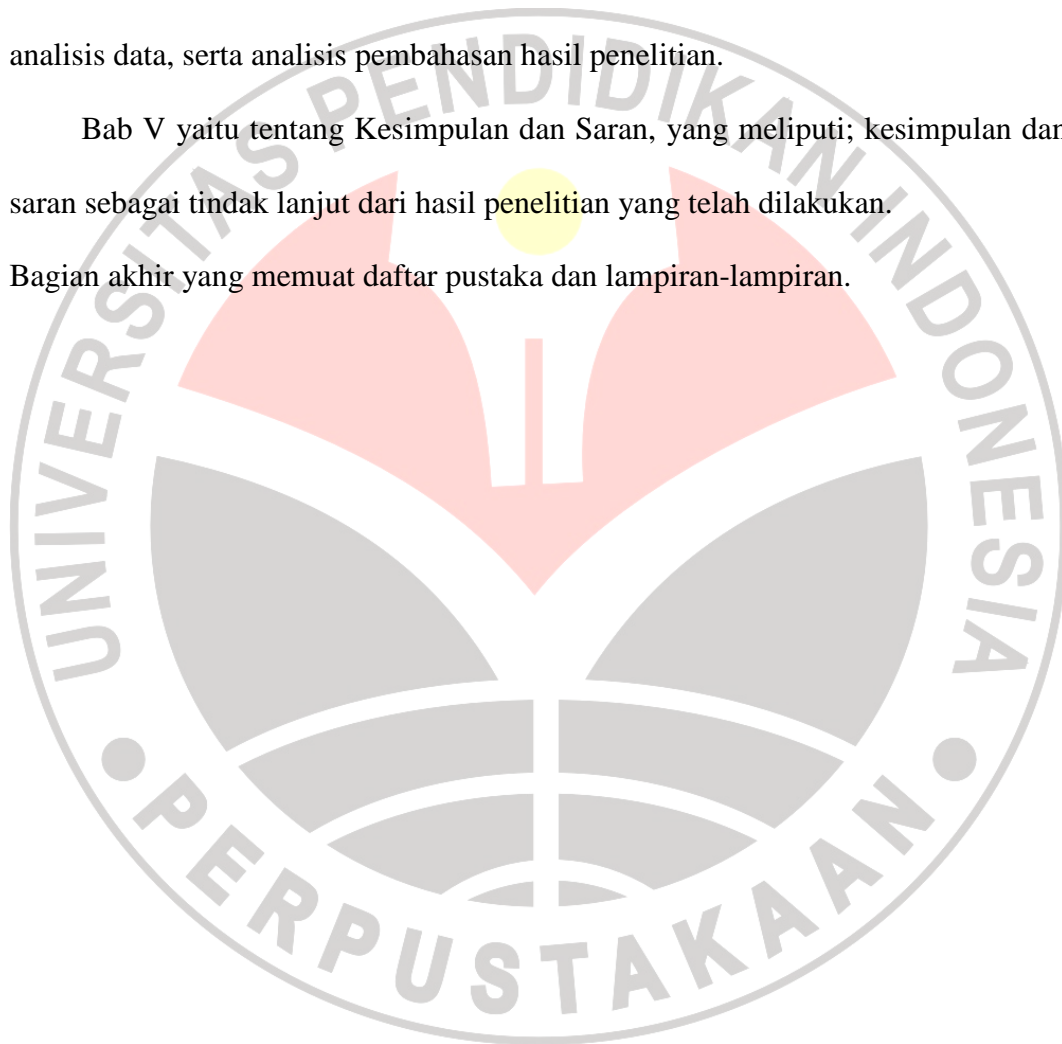 analisis data, serta analisis pembahasan hasil penelitian.
Bab V yaitu tentang Kesimpulan dan Saran, yang meliputi; kesimpulan dan
saran sebagai tindak lanjut dari hasil penelitian yang telah dilakukan.
Bagian akhir yang memuat daftar pustaka dan lampiran-lampiran.
UNIVERSITAS PENDIDIKAN INDONESIA
PERPUSTAKAAN